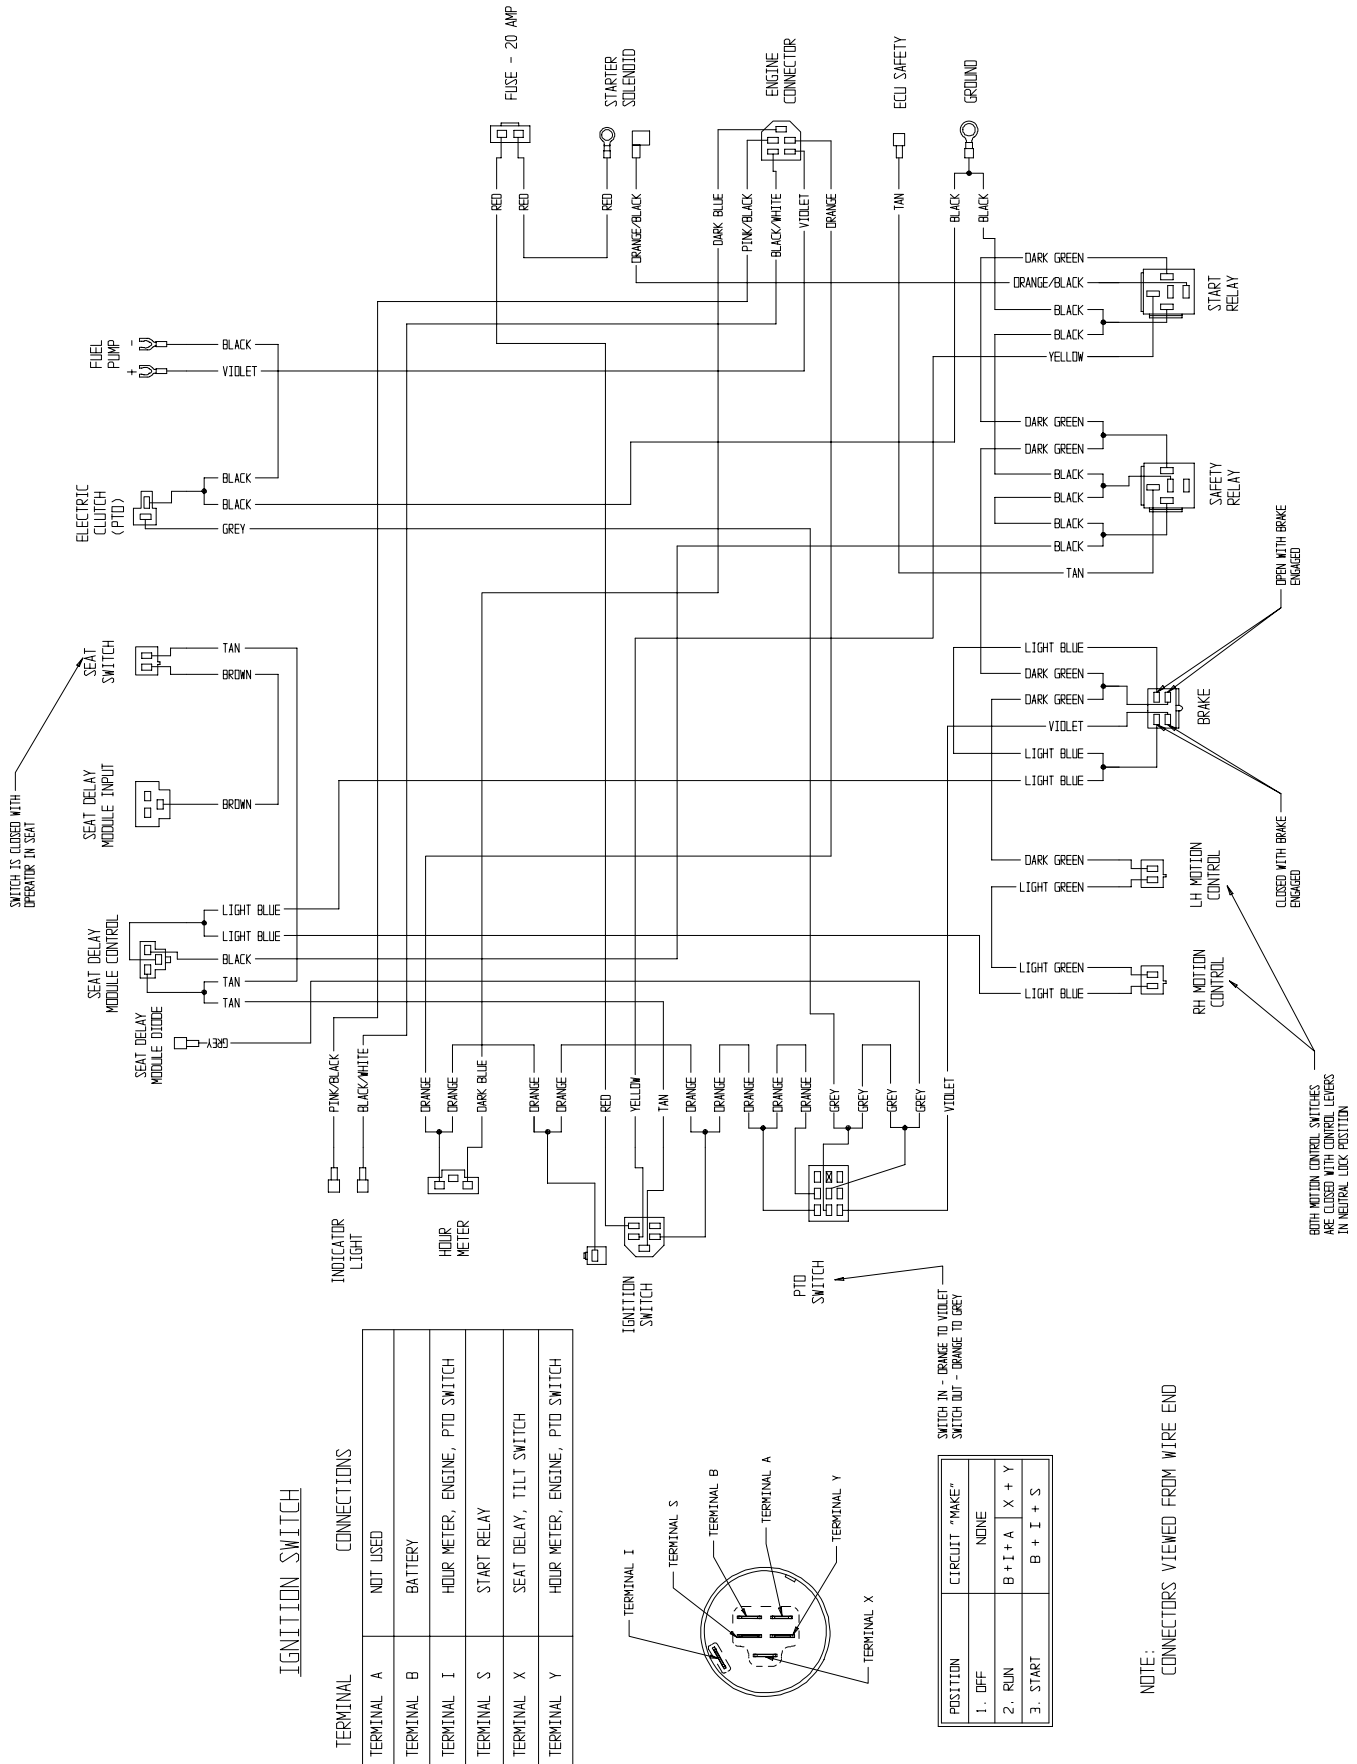 FUSE - 20 AMP
STARTER
SOLENOID
ENGINE
CONNECTOR
ECU SAFETY
GROUND
RED
RED
RED
ORANGE/BLACK
DARK BLUE
PINK/BLACK
BLACK/WHITE
VIOLET
ORANGE
TAN
BLACK
BLACK
FUEL
PUMP
-
+
BLACK
VIOLET
DARK GREEN
ORANGE/BLACK
BLACK
BLACK
YELLOW
START
RELAY
ELECTRIC
CLUTCH
(PTO)
BLACK
BLACK
GREY
DARK GREEN
DARK GREEN
BLACK
BLACK
BLACK
BLACK
TAN
SAFETY
RELAY
OPEN WITH BRAKE
ENGAGED
SEAT
SWITCH
TAN
BROWN
LIGHT BLUE
DARK GREEN
DARK GREEN
VIOLET
LIGHT BLUE
LIGHT BLUE
BRAKE
CLOSED WITH BRAKE
ENGAGED
SWITCH IS CLOSED WITH
OPERATOR IN SEAT
SEAT DELAY
MODULE INPUT
BROWN
SEAT DELAY
MODULE CONTROL
LIGHT BLUE
LIGHT BLUE
BLACK
TAN
TAN
SEAT DELAY
MODULE DIODE
GREY
DARK GREEN
LIGHT GREEN
LH MOTION
CONTROL
LIGHT GREEN
LIGHT BLUE
RH MOTION
CONTROL
BOTH MOTION CONTROL SWITCHES
ARE CLOSED WITH CONTROL LEVERS
IN NEUTRAL LOCK POSITION
PINK/BLACK
BLACK/WHITE
ORANGE
ORANGE
DARK BLUE
ORANGE
ORANGE
RED
YELLOW
TAN
ORANGE
ORANGE
ORANGE
ORANGE
ORANGE
GREY
GREY
GREY
GREY
VIOLET
INDICATOR
LIGHT
HOUR
METER
IGNITION
SWITCH
PTO
SWITCH
SWITCH IN - ORANGE TO VIOLET
SWITCH OUT - ORANGE TO GREY
IGNITION SWITCH
TERMINAL CONNECTIONS
TERMINAL A NOT USED
TERMINAL B BATTERY
TERMINAL I HOUR METER, ENGINE, PTO SWITCH
TERMINAL S START RELAY
TERMINAL X SEAT DELAY, TILT SWITCH
TERMINAL Y HOUR METER, ENGINE, PTO SWITCH
TERMINAL I
TERMINAL S
TERMINAL B
TERMINAL A
TERMINAL Y
TERMINAL X
POSITION CIRCUIT "MAKE"
1. OFF NONE
2. RUN B+I+A X + Y
3. START B + I + S
NOTE:
CONNECTORS VIEWED FROM WIRE END